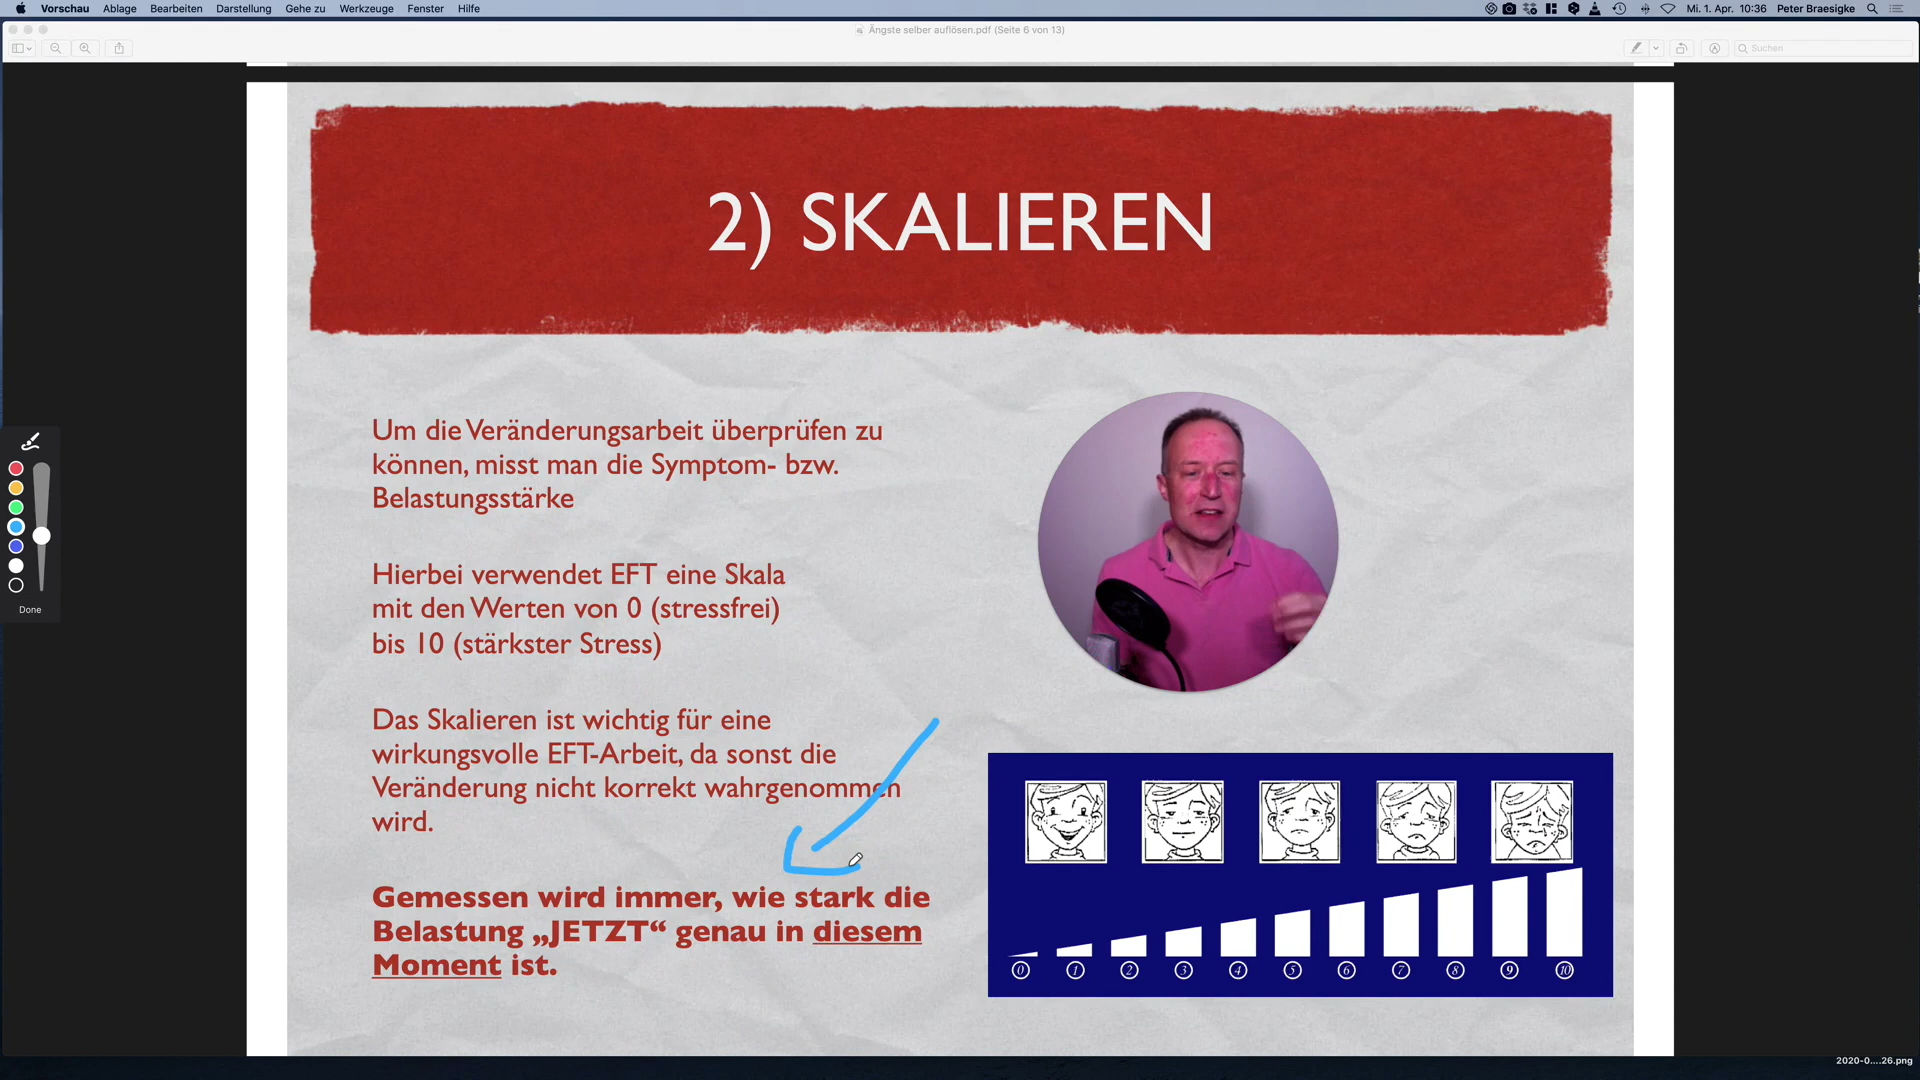 Vorschau Ablage Bearbeiten Darstellung Gehe zu Werkzeuge Fenster Hilfe
Mi. 1. Apr. 10:36 Peter Braesigke
Ängste selber auflösen.pdf (Seite 6 von 13)
Suchen
2) SKALIEREN
Um die Veränderungsarbeit überprüfen zu
können, misst man die Symptom- bzw.
Belastungsstärke
Hierbei verwendet EFT eine Skala
mit den Werten von 0 (stressfrei)
bis 10 (stärkster Stress)
Das Skalieren ist wichtig für eine
wirkungsvolle EFT-Arbeit, da sonst die
Veränderung nicht korrekt wahrgenommen
wird.
Gemessen wird immer, wie stark die
Belastung „JETZT“ genau in diesem
Moment ist.
0 1 2 3 4 5 6 7 8 9 10
Done
2020-0....26.png